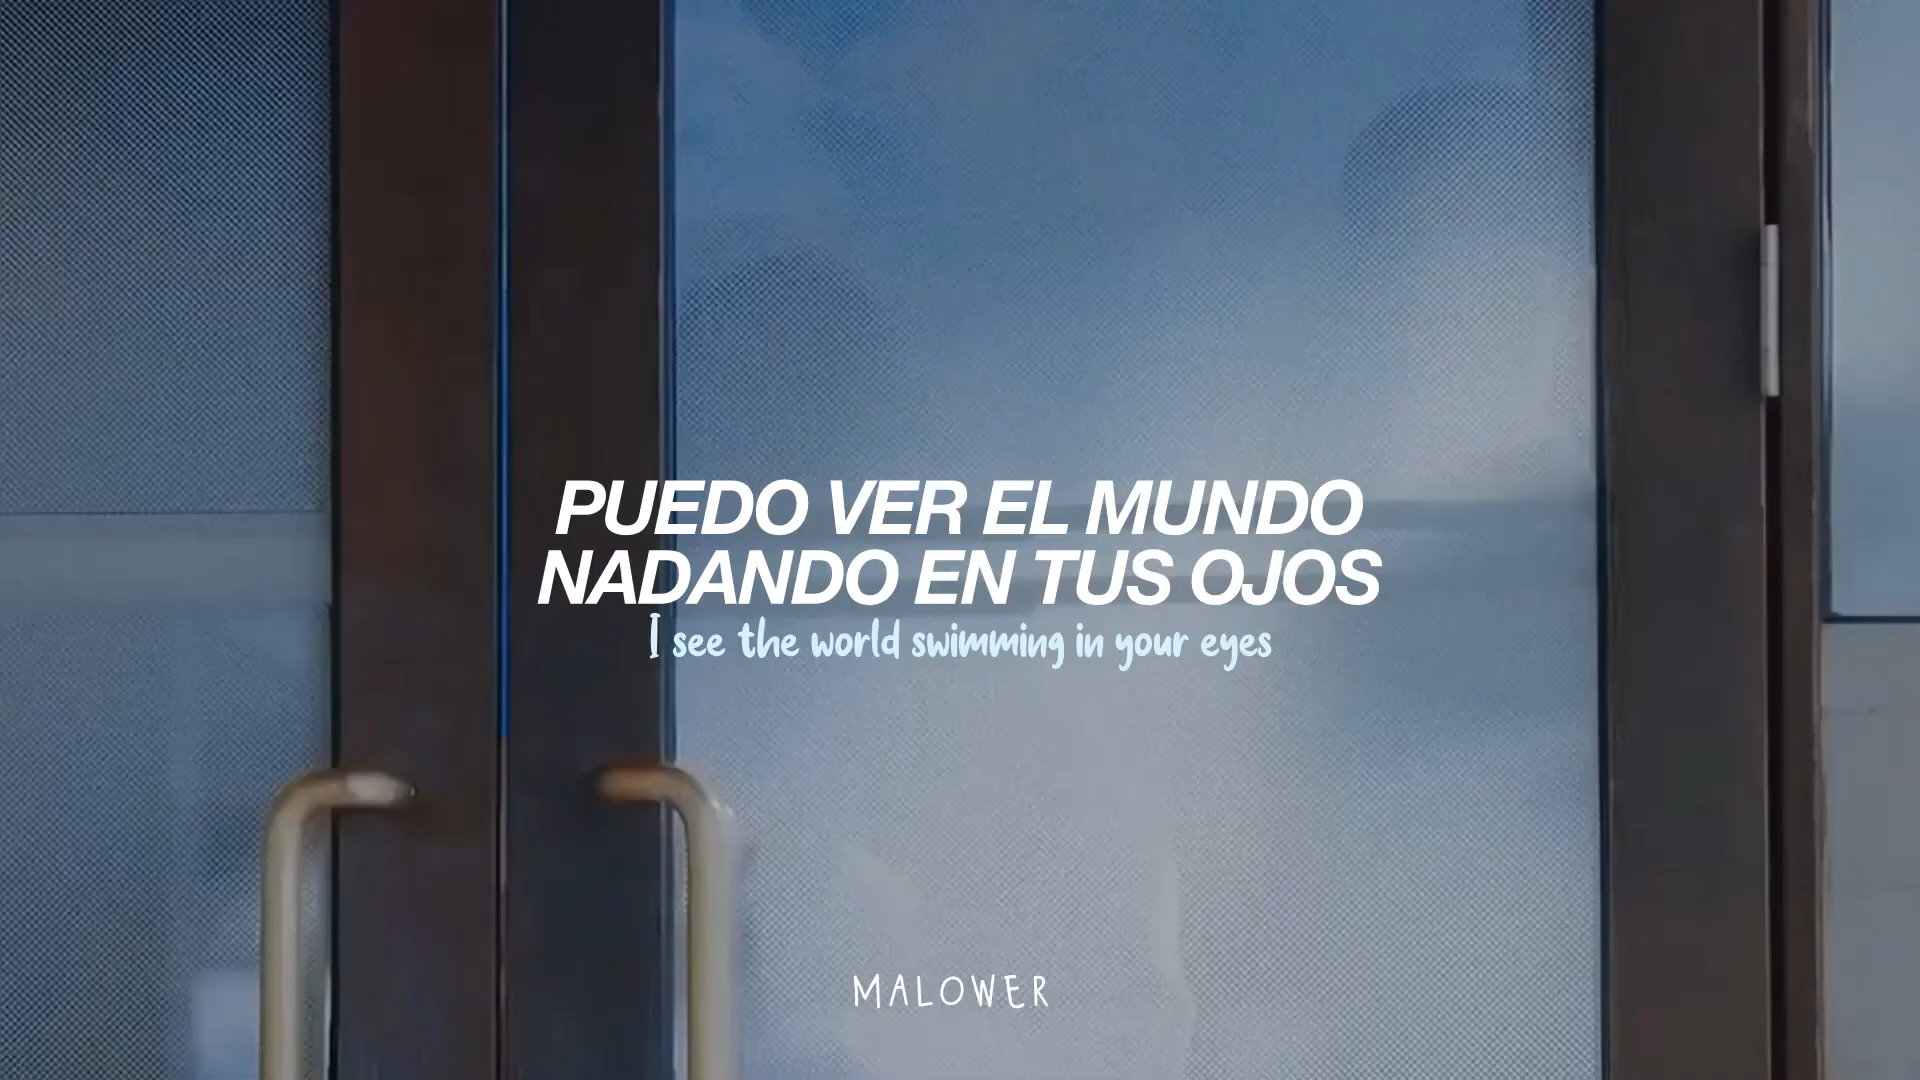 PUEDO VER EL MUNDO
NADANDO EN TUS OJOS
I see the world swimming in your eyes
MALOWER